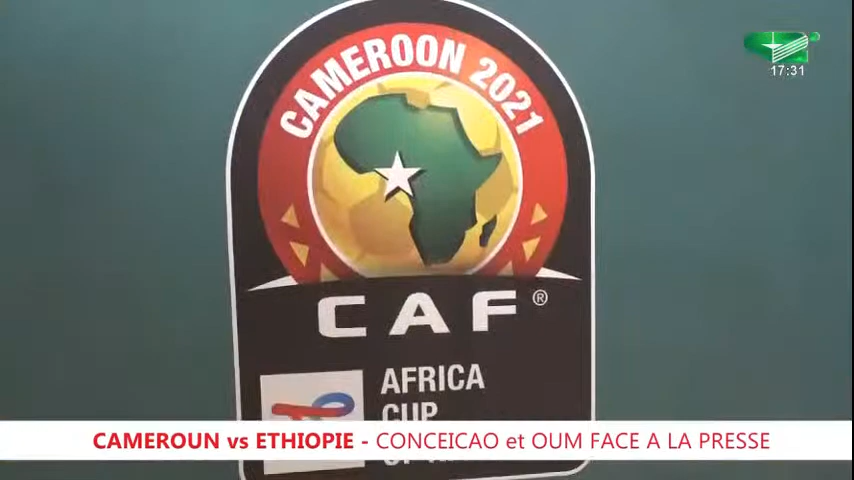 CAMEROON 2021
17:31
CAF®
AFRICA
CUP
CAMEROUN vs ETHIOPIE - CONCEICAO et OUM FACE A LA PRESSE